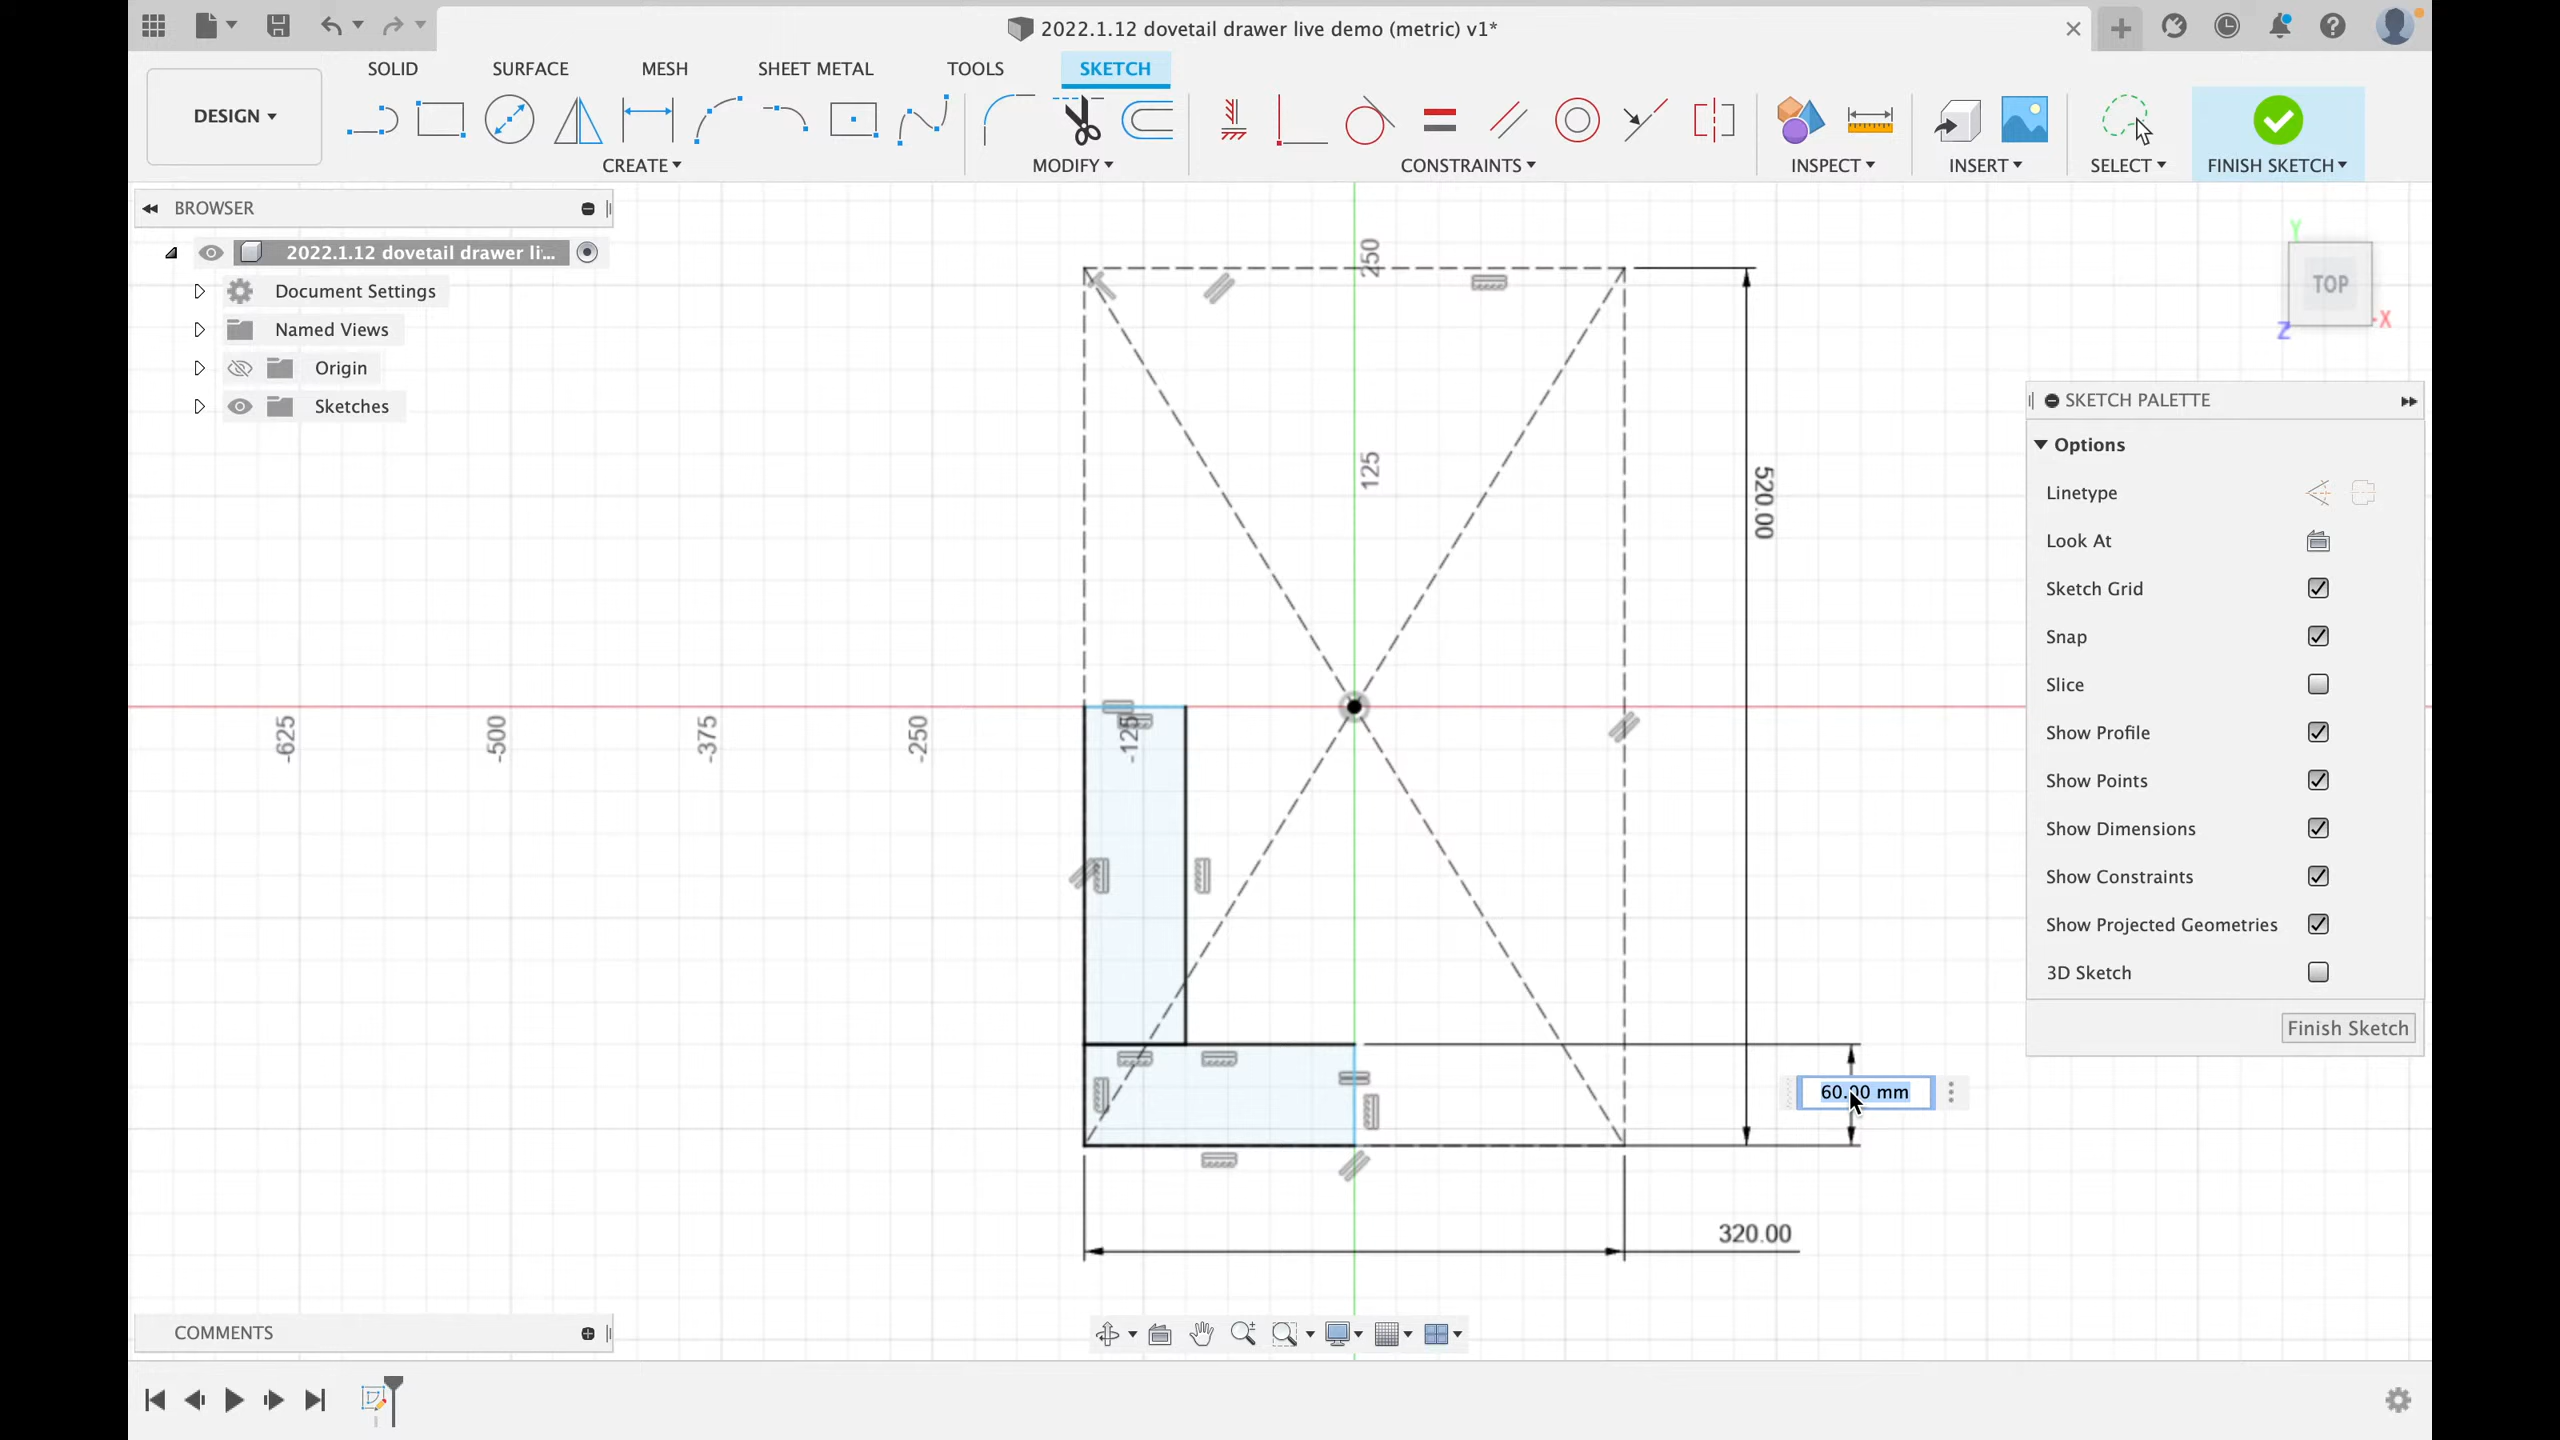 2022.1.12 dovetail drawer live demo (metric) v1*
SOLID
SURFACE
MESH
SHEET METAL
TOOLS
SKETCH
DESIGN
CREATE
MODIFY
CONSTRAINTS
INSPECT
INSERT
SELECT
FINISH SKETCH
BROWSER
2022.1.12 dovetail drawer li...
Document Settings
Named Views
Origin
Sketches
250
125
520.00
-625
-500
-375
-250
-125
60.00 mm
320.00
Y
TOP
X
Z
SKETCH PALETTE
Options
Linetype
Look At
Sketch Grid
Snap
Slice
Show Profile
Show Points
Show Dimensions
Show Constraints
Show Projected Geometries
3D Sketch
Finish Sketch
COMMENTS